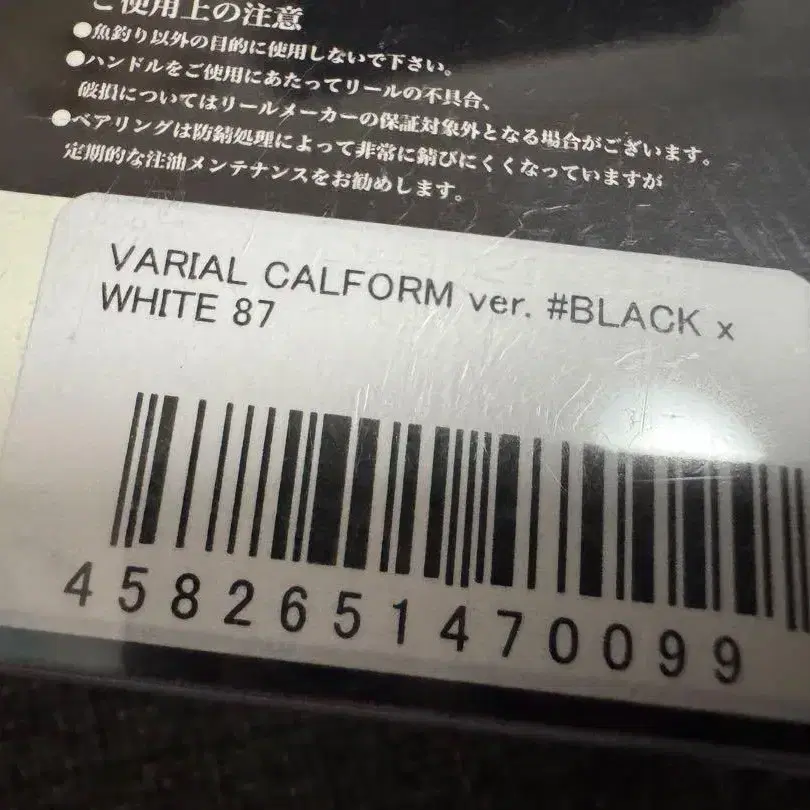 ご使用上の注意
●魚釣り以外の目的に使用しないで下さい。
●ハンドルをご使用にあたってリールの不具合、
破損についてはリールメーカーの保証対象外となる場合がございます。
●ベアリングは防錆処理によって非常に錆びにくくなっていますが
定期的な注油メンテナンスをお勧めします。
VARIAL CALFORM ver. #BLACK x
WHITE 87
4582651470099